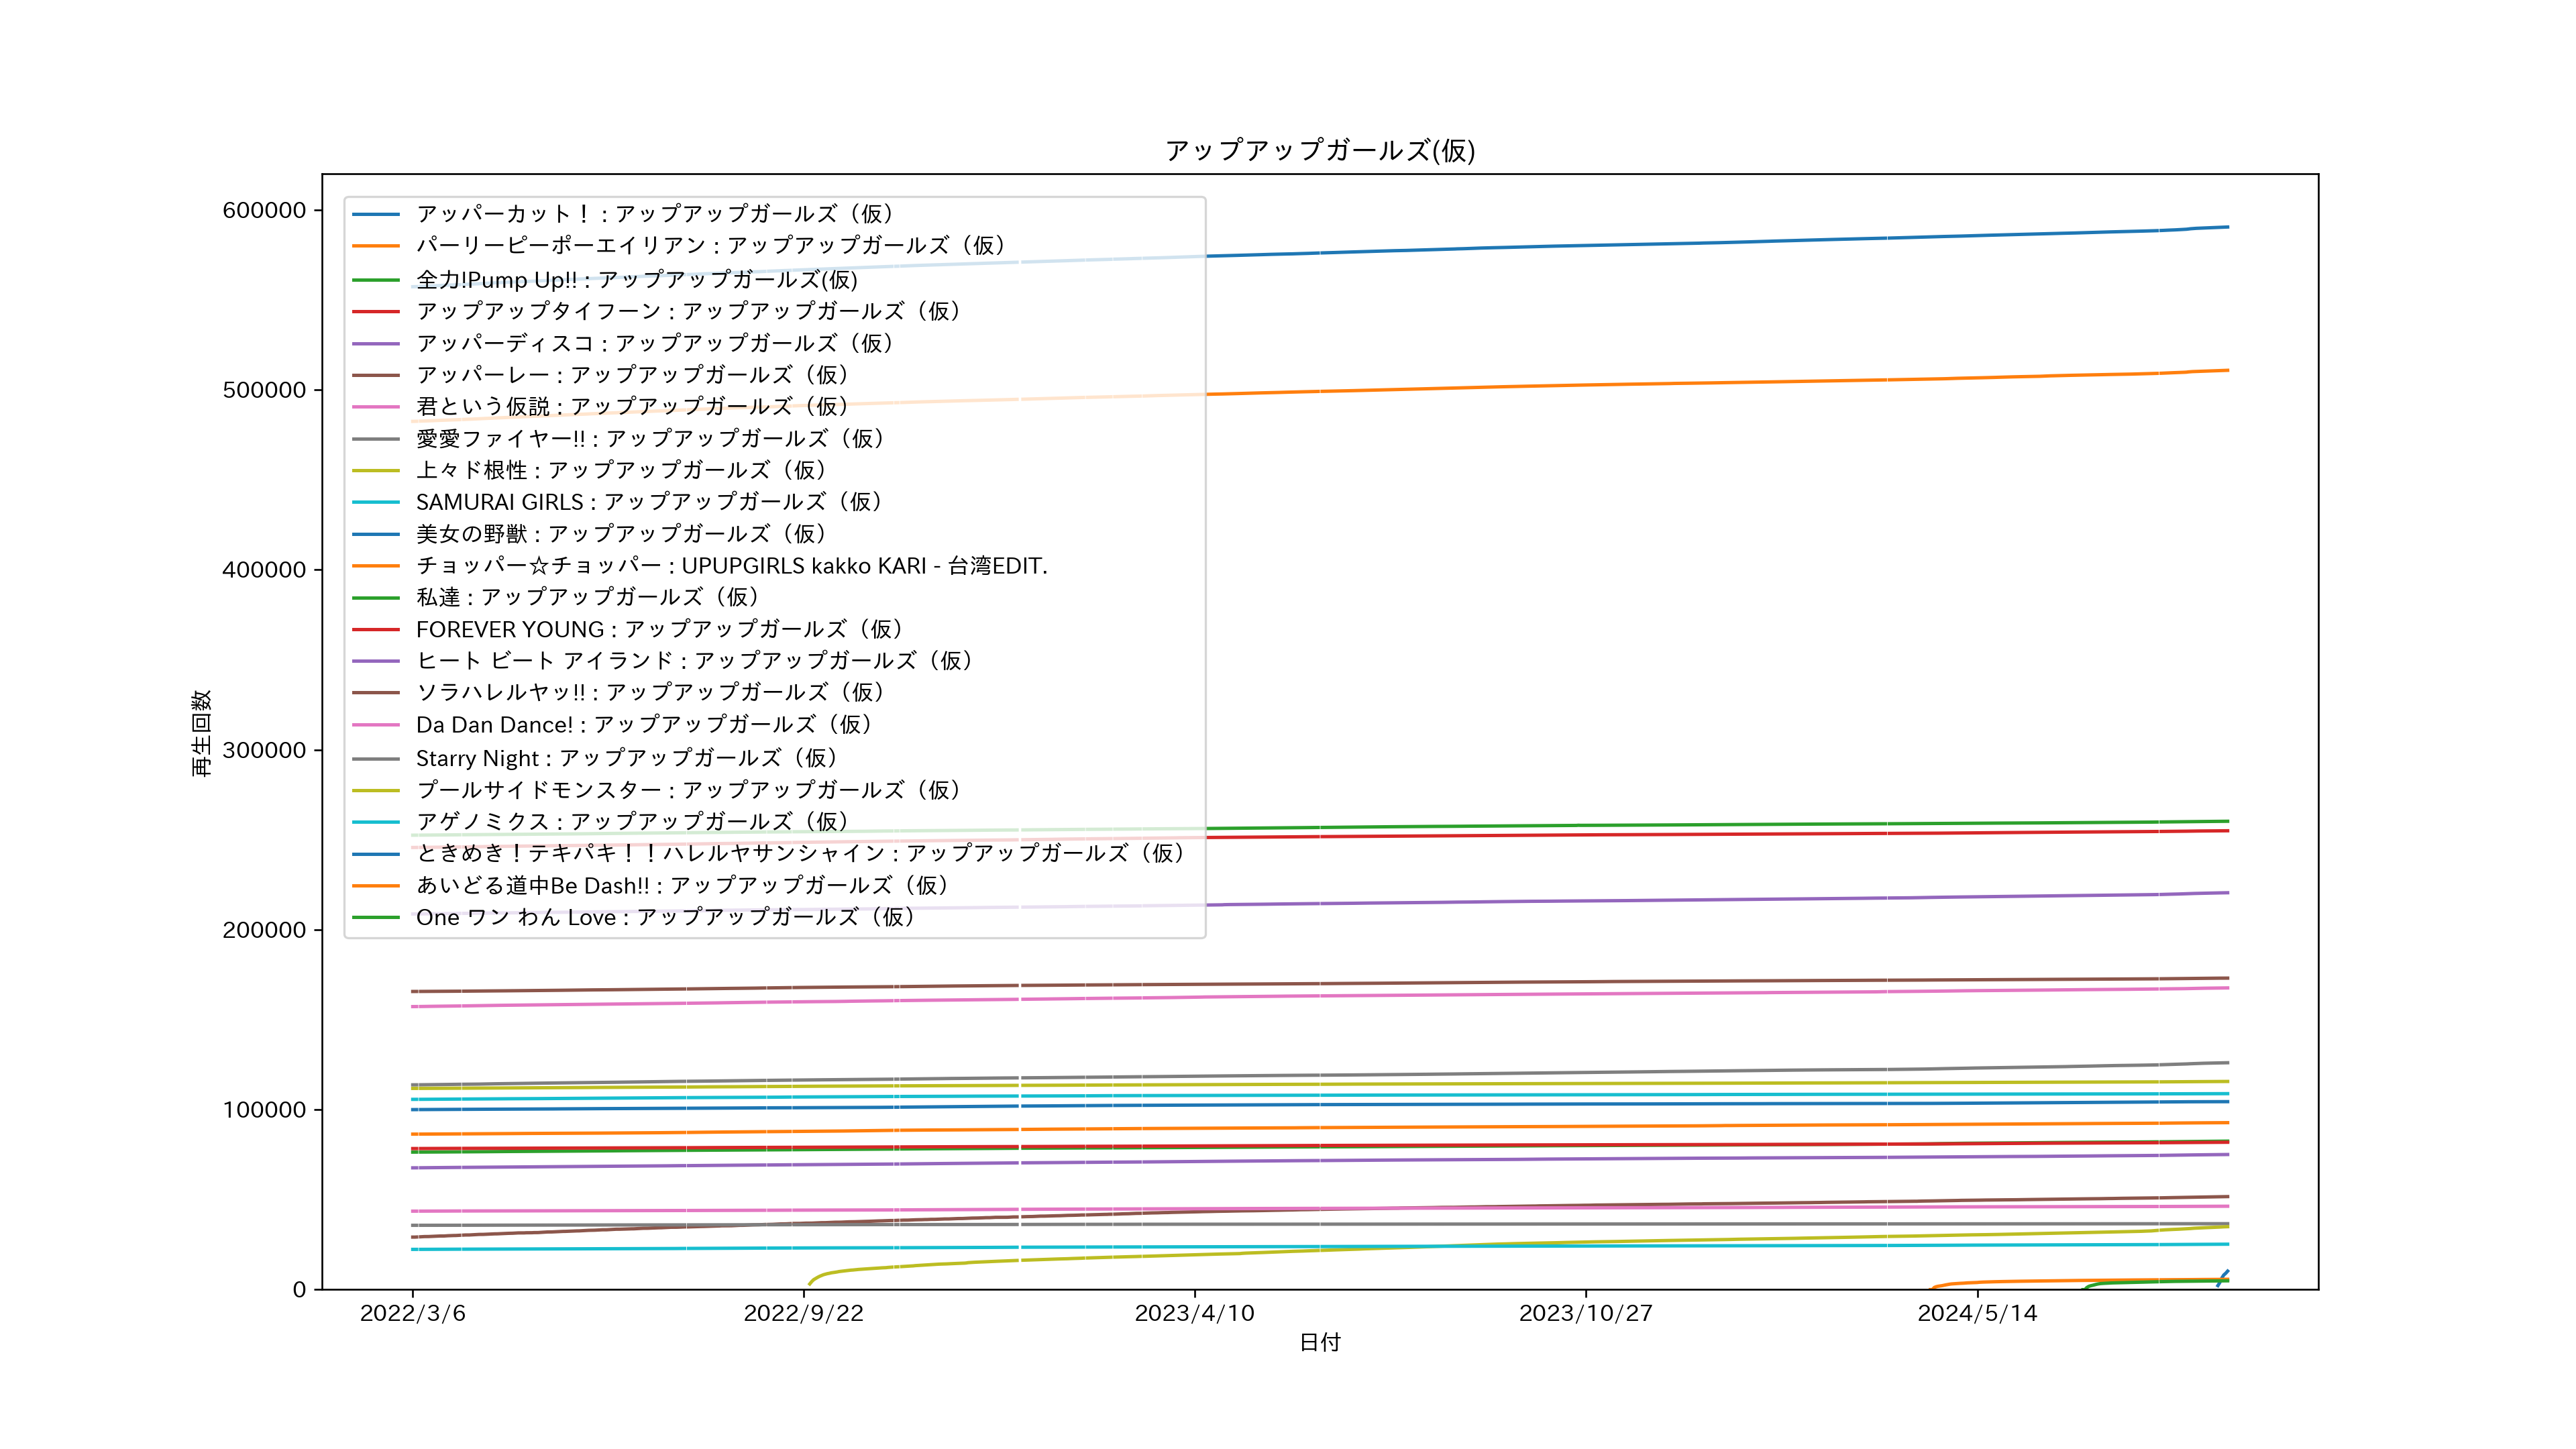 アップアップガールズ(仮)
600000
500000
400000
300000
200000
100000
0
再生回数
アッパーカット！ : アップアップガールズ（仮）
パーリーピーポーエイリアン : アップアップガールズ（仮）
全力!Pump Up!! : アップアップガールズ(仮)
アップアップタイフーン : アップアップガールズ（仮）
アッパーディスコ : アップアップガールズ（仮）
アッパーレー : アップアップガールズ（仮）
君という仮説 : アップアップガールズ（仮）
愛愛ファイヤー!! : アップアップガールズ（仮）
上々ド根性 : アップアップガールズ（仮）
SAMURAI GIRLS : アップアップガールズ（仮）
美女の野獣 : アップアップガールズ（仮）
チョッパー☆チョッパー : UPUPGIRLS kakko KARI - 台湾EDIT.
私達 : アップアップガールズ（仮）
FOREVER YOUNG : アップアップガールズ（仮）
ヒート ビート アイランド : アップアップガールズ（仮）
ソラハレルヤッ!! : アップアップガールズ（仮）
Da Dan Dance! : アップアップガールズ（仮）
Starry Night : アップアップガールズ（仮）
プールサイドモンスター : アップアップガールズ（仮）
アゲノミクス : アップアップガールズ（仮）
ときめき！テキパキ！！ハレルヤサンシャイン : アップアップガールズ（仮）
あいどる道中Be Dash!! : アップアップガールズ（仮）
One ワン わん Love : アップアップガールズ（仮）
2022/3/6 2022/9/22 2023/4/10 2023/10/27 2024/5/14
日付